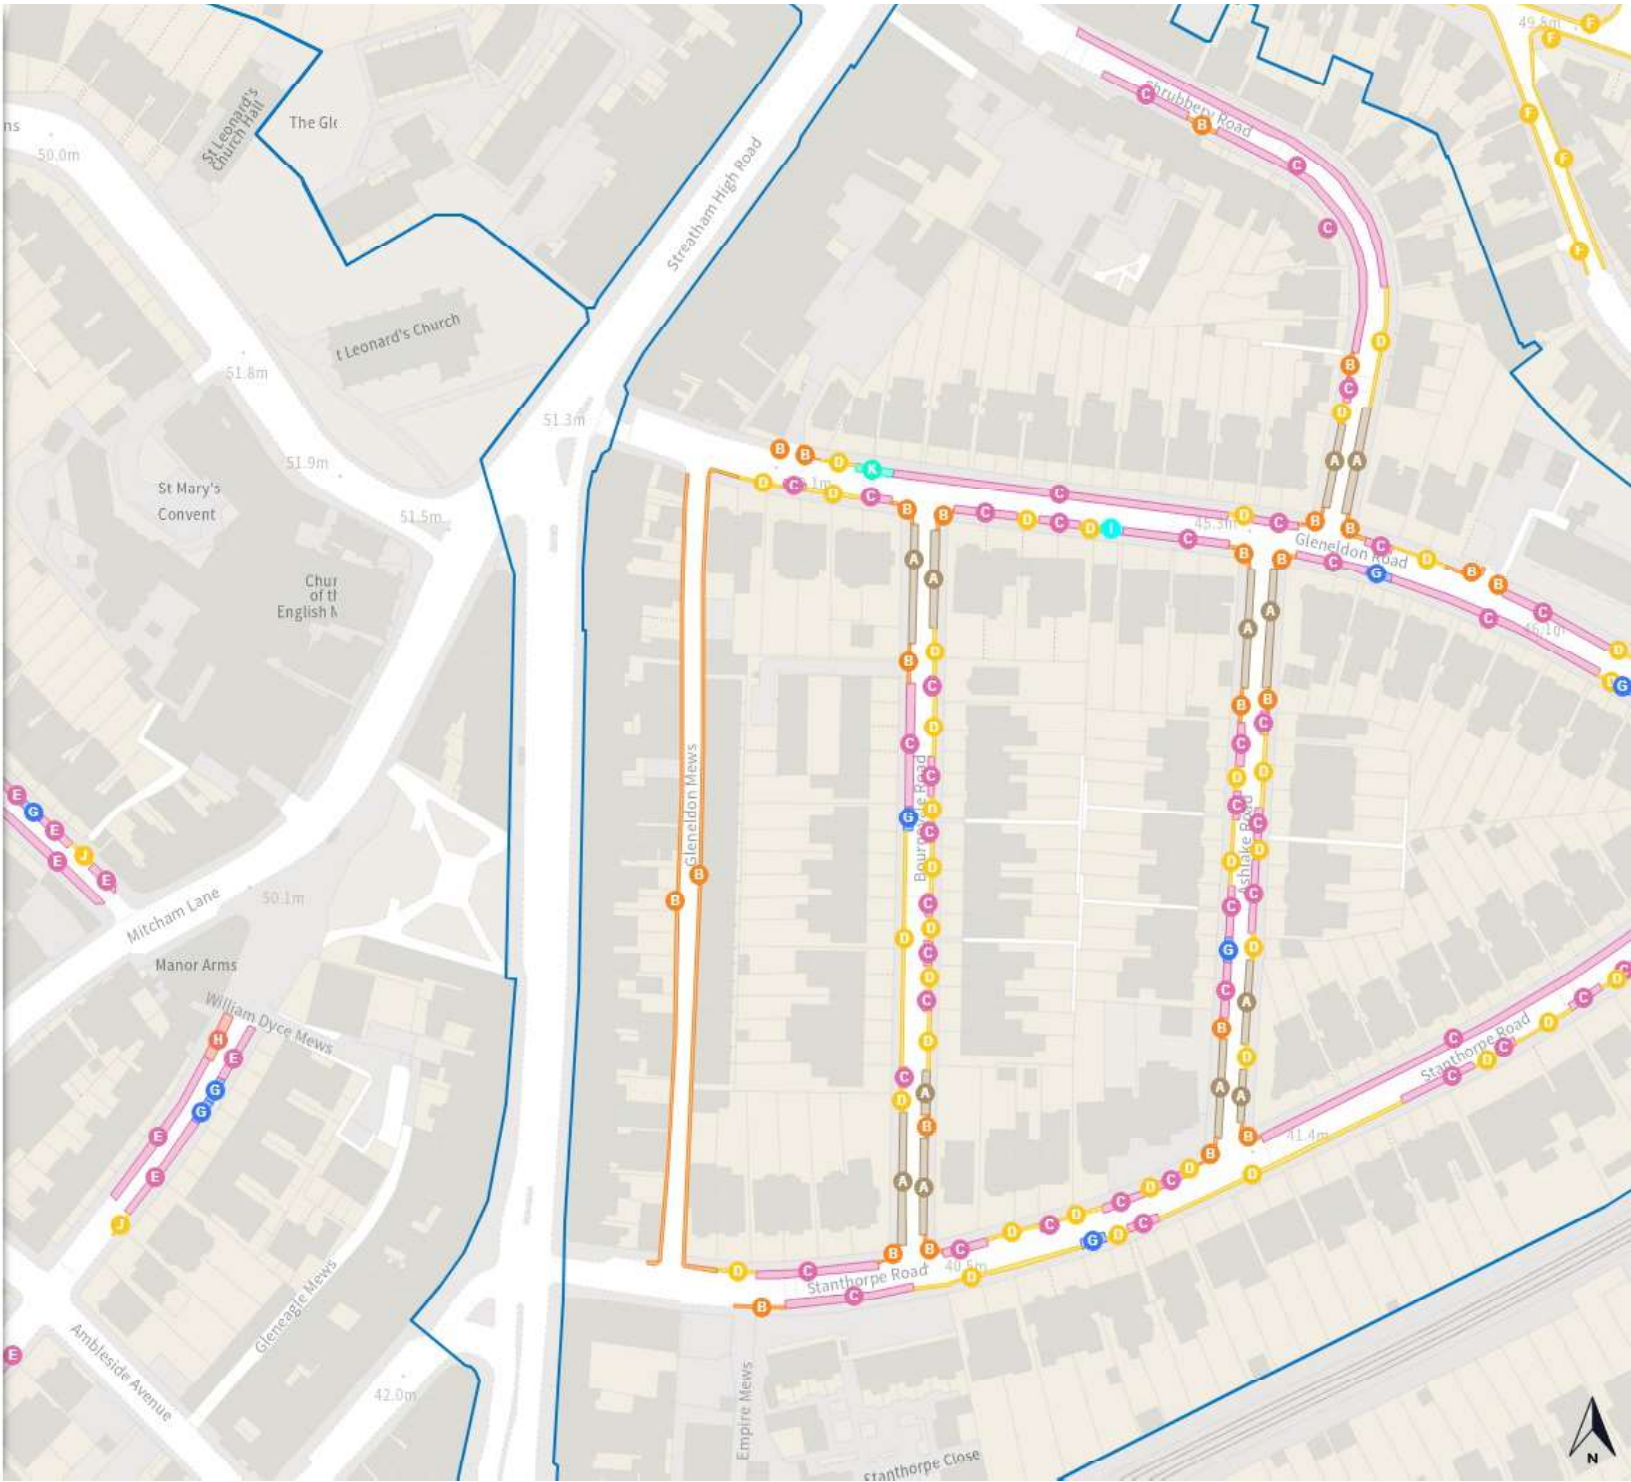 49.8m
St Leonard's
Church Hall
The Gle
ns
50.0m
Shrubbery Road
Streatham High Road
t Leonard's Church
51.8m
51.3m
51.9m
51.5m
St Mary's
Convent
.1m
45.3m
Gleneldon Road
Chur
of th
English M
Gleneldon Mews
Ashlake Road
Mitcham Lane
50.1m
Manor Arms
William Dyce Mews
Stanthorpe Road
41.4m
40.5m
Stanthorpe Road
Gleneagle Mews
Ambleside Avenue
42.0m
Empire Mews
Stanthorpe Close
N
A
B
C
D
E
F
G
H
I
J
K